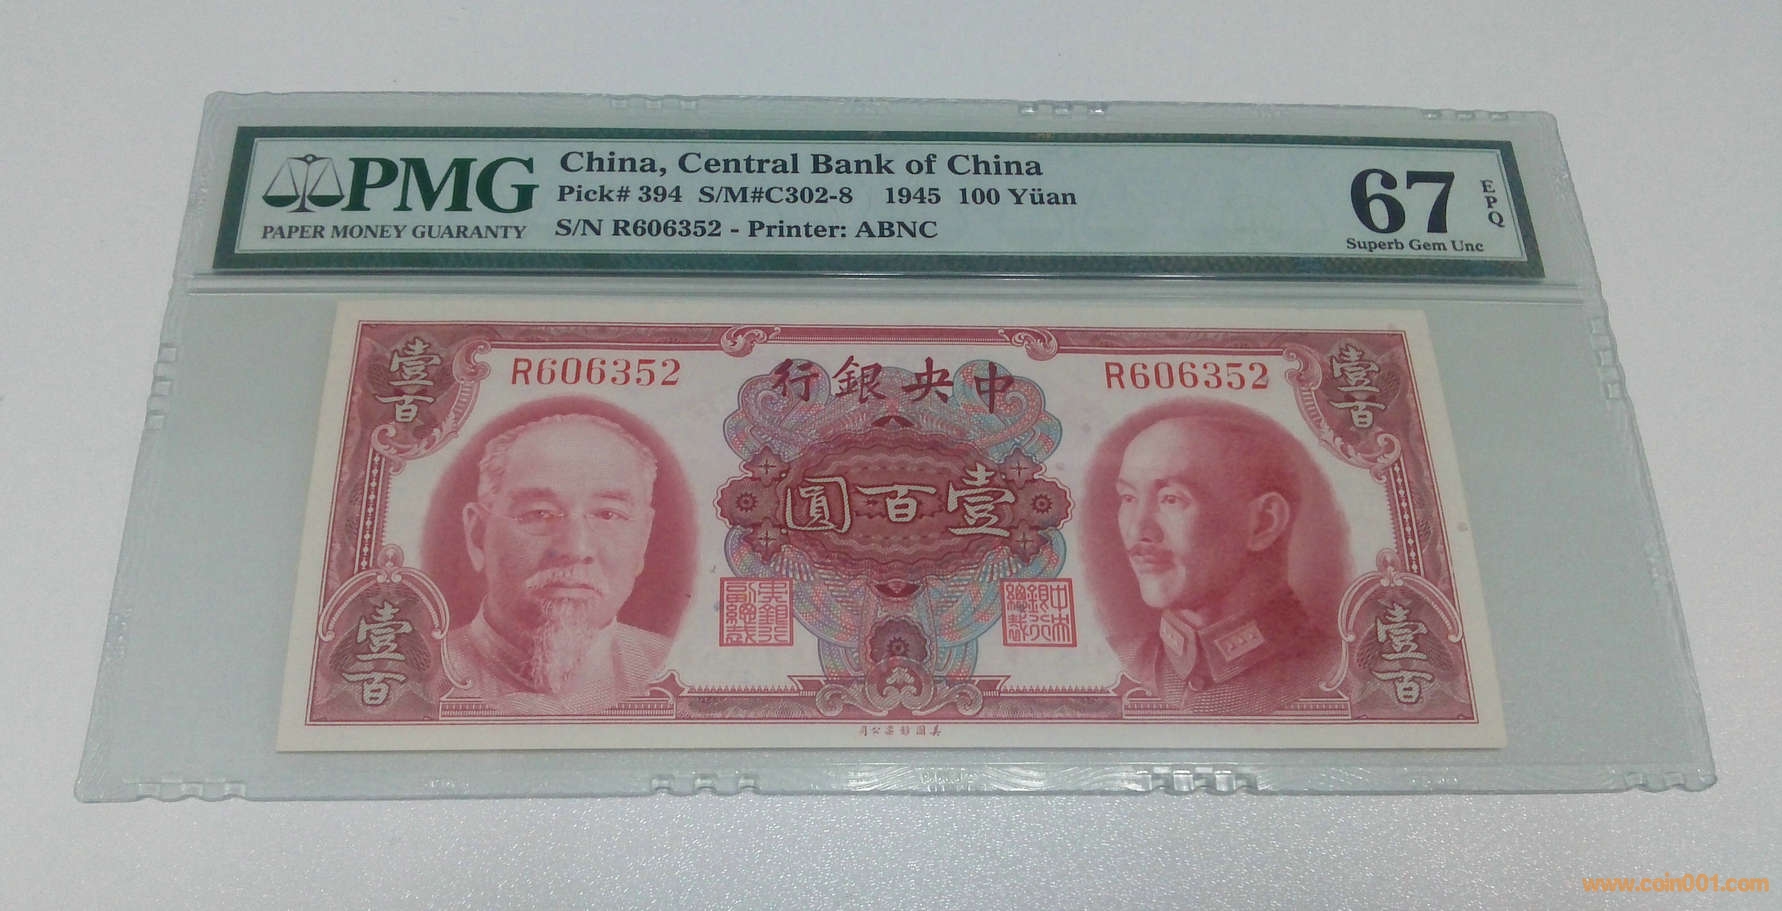 PMG
PAPER MONEY GUARANTY
China, Central Bank of China
Pick# 394 S/M#C302-8 1945 100 Yüan
S/N R606352 - Printer: ABNC
67
EPQ
Superb Gem Unc
壹百
R606352
行銀央中
R606352
壹百
圓百壹
壹百
壹百
www.coin001.com